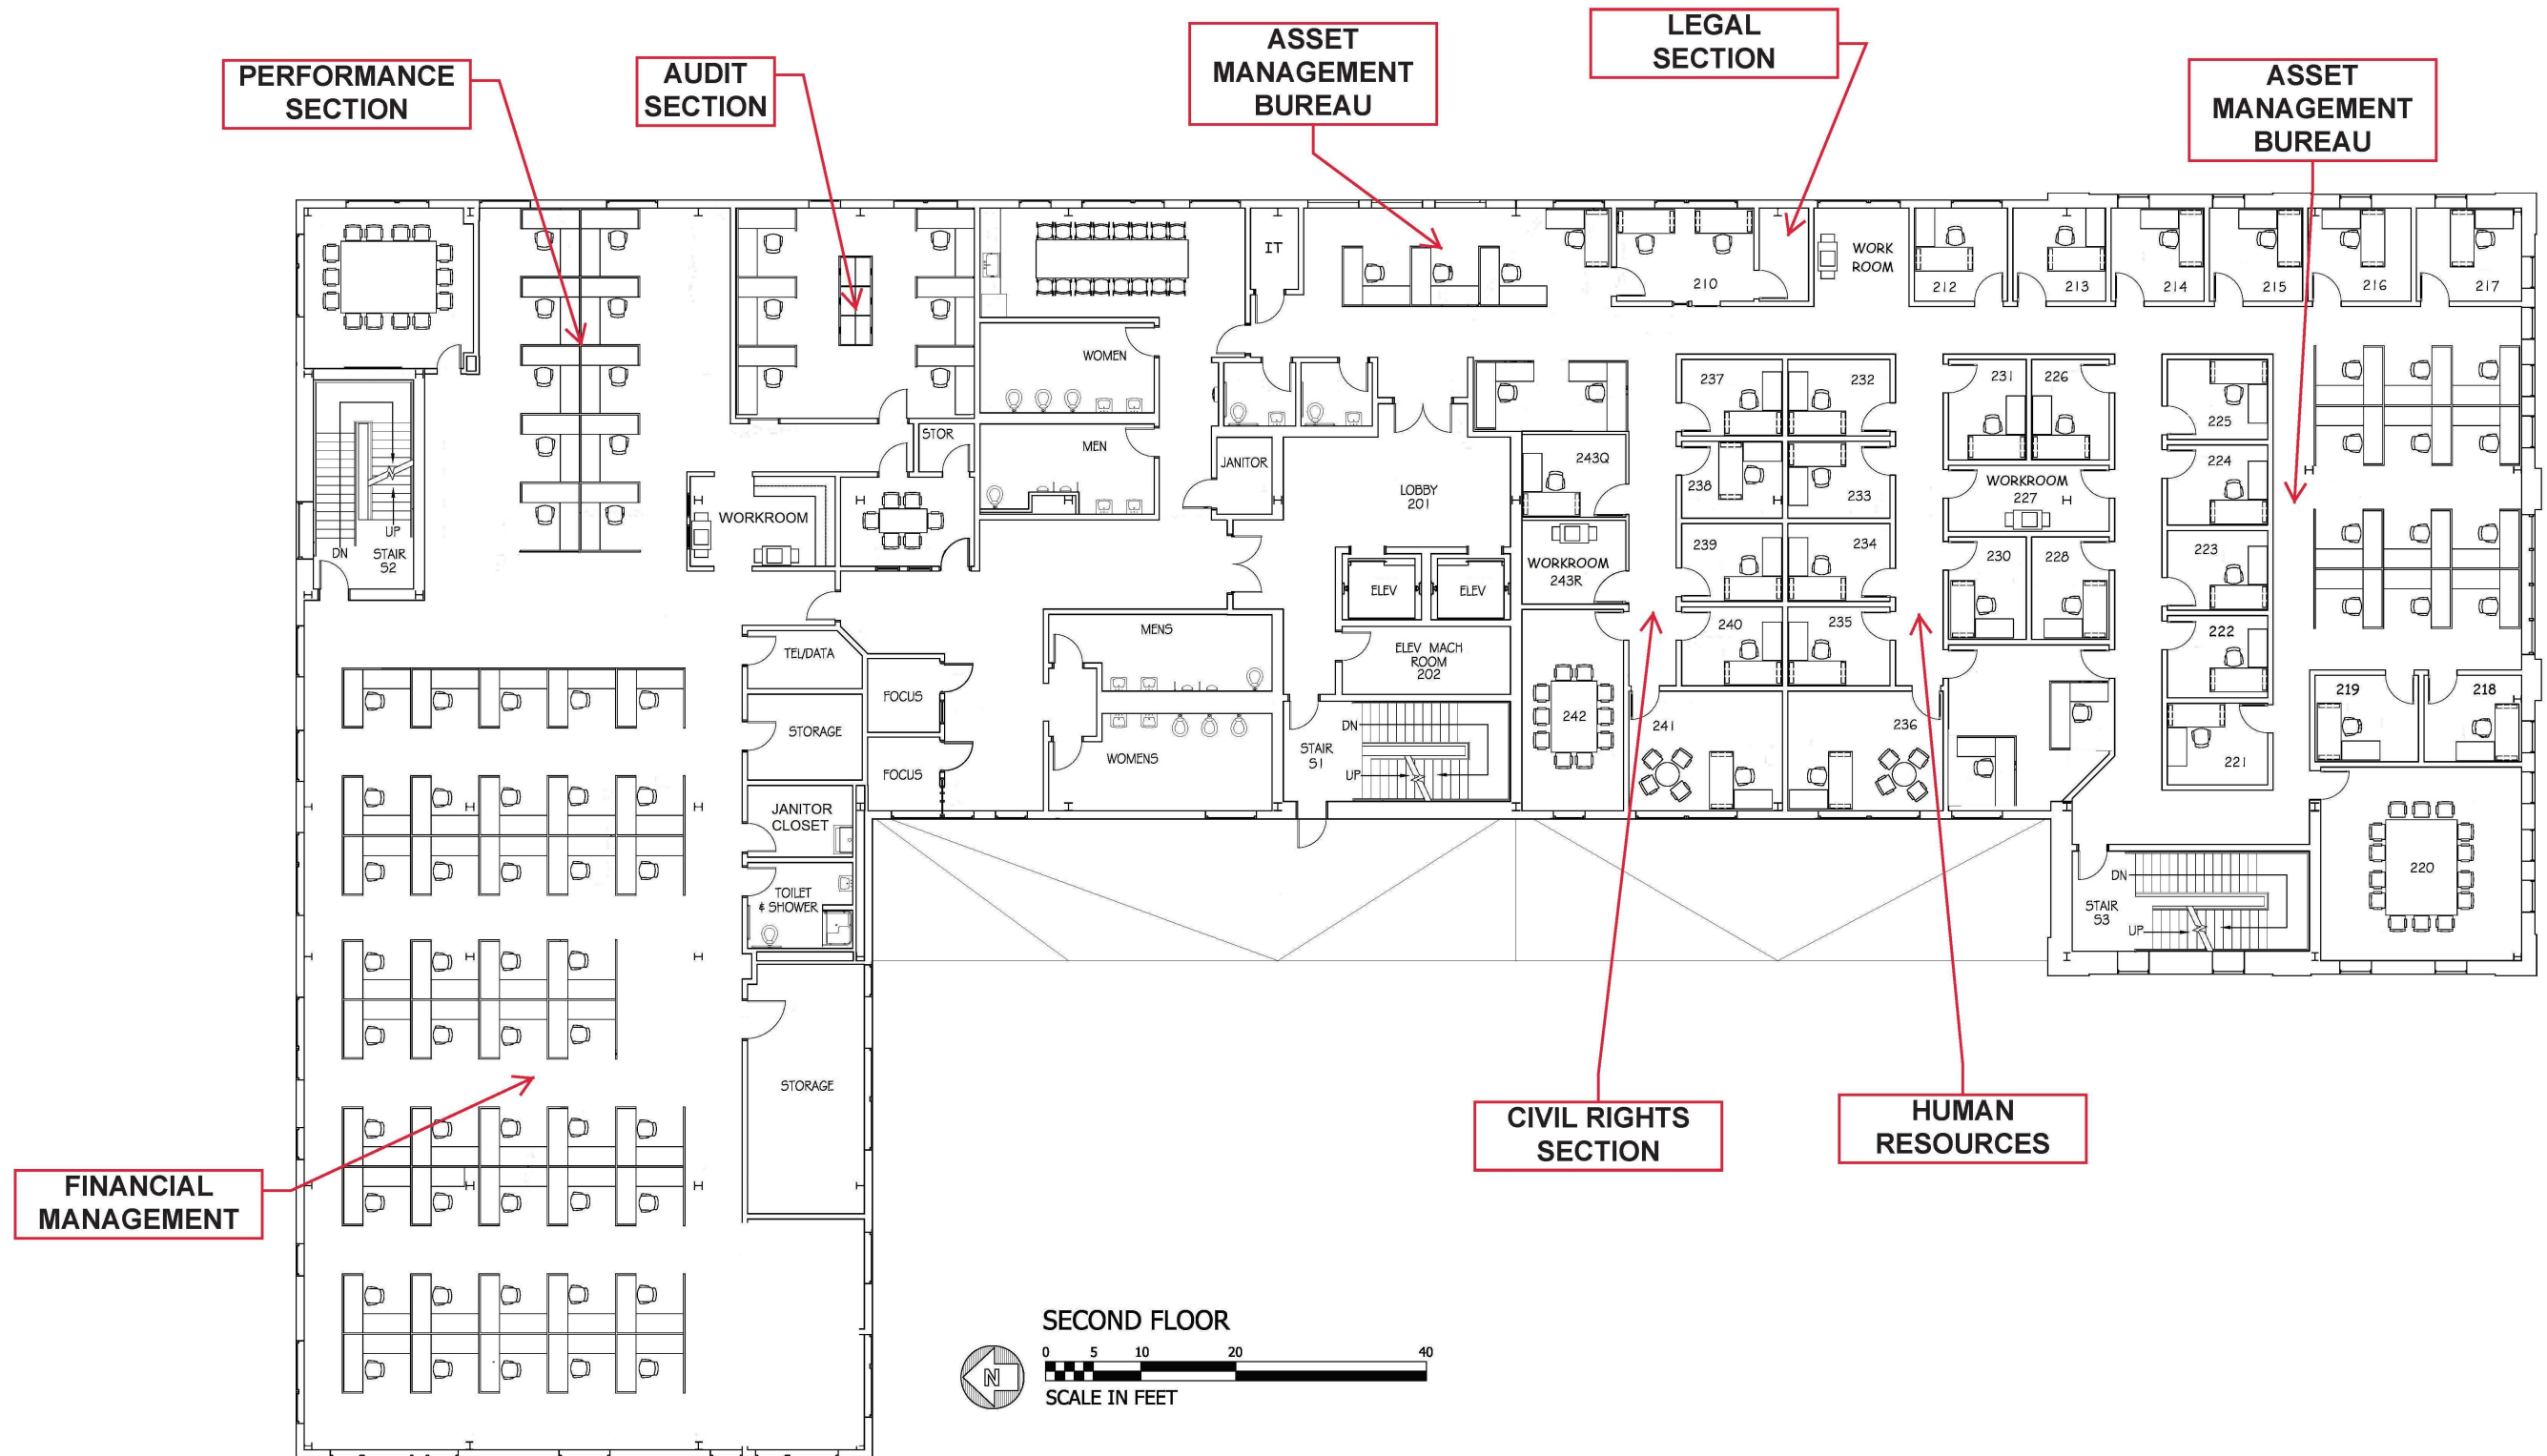 LEGAL
SECTION
ASSET
MANAGEMENT
BUREAU
PERFORMANCE
SECTION
AUDIT
SECTION
ASSET
MANAGEMENT
BUREAU
IT
210
WORK
ROOM
212
213
214
215
216
217
WOMEN
237
232
231
226
225
STOR
MEN
JANITOR
LOBBY
201
243Q
238
233
WORKROOM
227
224
WORKROOM
UP
DN
STAIR
S2
ELEV
ELEV
WORKROOM
243R
239
234
230
228
223
TEL/DATA
MENS
ELEV MACH
ROOM
202
240
235
222
FOCUS
219
218
STORAGE
242
241
236
DN
STAIR
S1
UP
WOMENS
FOCUS
221
JANITOR
CLOSET
TOILET
& SHOWER
220
DN
STAIR
S3
UP
STORAGE
CIVIL RIGHTS
SECTION
HUMAN
RESOURCES
FINANCIAL
MANAGEMENT
SECOND FLOOR
0 5 10 20 40
N
SCALE IN FEET